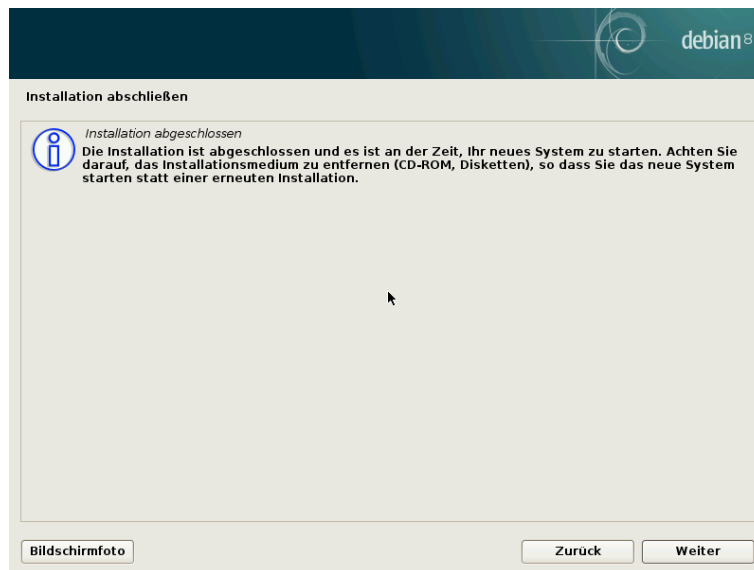 debian 8
Installation abschließen
Installation abgeschlossen
Die Installation ist abgeschlossen und es ist an der Zeit, Ihr neues System zu starten. Achten Sie
darauf, das Installationsmedium zu entfernen (CD-ROM, Disketten), so dass Sie das neue System
starten statt einer erneuten Installation.
Bildschirmfoto
Zurück
Weiter